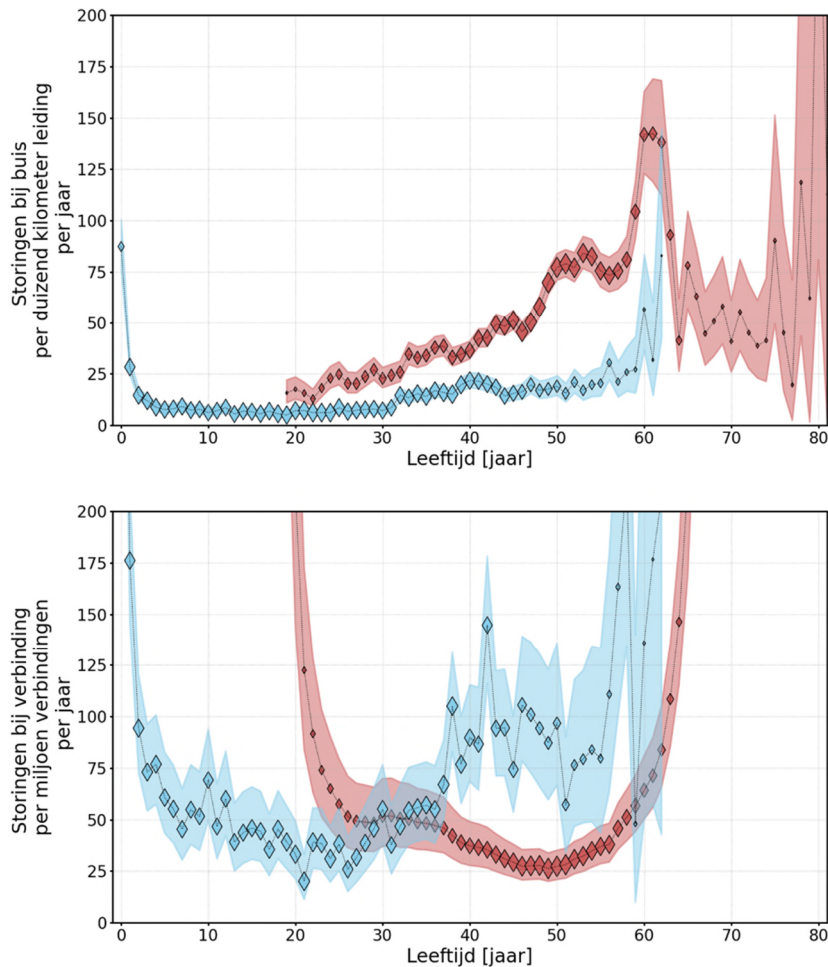 Storingen bij buis
per duizend kilometer leiding
per jaar
200
175
150
125
100
75
50
25
0
0 10 20 30 40 50 60 70 80
Leeftijd [jaar]
Storingen bij verbinding
per miljoen verbindingen
per jaar
200
175
150
125
100
75
50
25
0
0 10 20 30 40 50 60 70 80
Leeftijd [jaar]